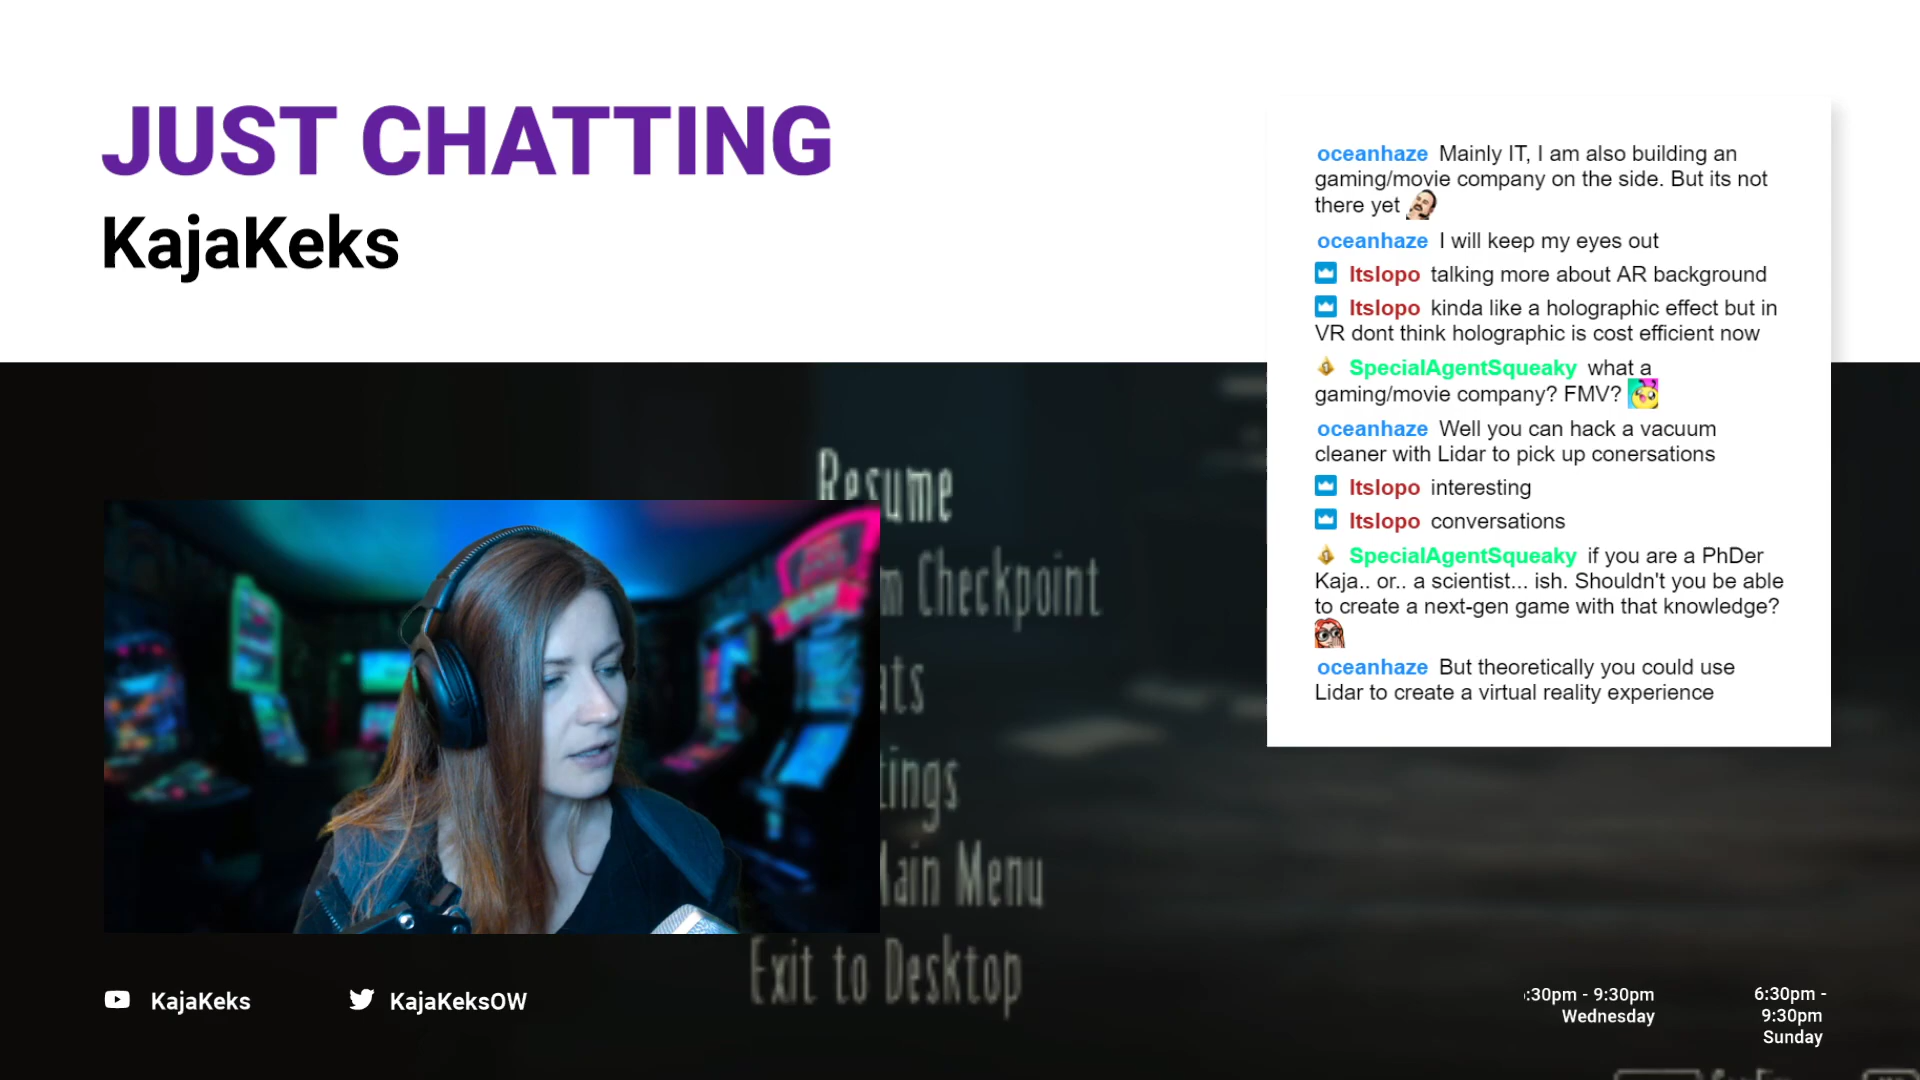 JUST CHATTING
KajaKeks
oceanhaze Mainly IT, I am also building an
gaming/movie company on the side. But its not
there yet
oceanhaze I will keep my eyes out
Itslopo talking more about AR background
Itslopo kinda like a holographic effect but in
VR dont think holographic is cost efficient now
SpecialAgentSqueaky what a
gaming/movie company? FMV?
oceanhaze Well you can hack a vacuum
cleaner with Lidar to pick up conersations
Itslopo interesting
Itslopo conversations
SpecialAgentSqueaky if you are a PhDer
Kaja.. or.. a scientist... ish. Shouldn't you be able
to create a next-gen game with that knowledge?
oceanhaze But theoretically you could use
Lidar to create a virtual reality experience
Resume
Checkpoint
Main Menu
Exit to Desktop
KajaKeks
KajaKeksOW
:30pm - 9:30pm
Wednesday
6:30pm -
9:30pm
Sunday